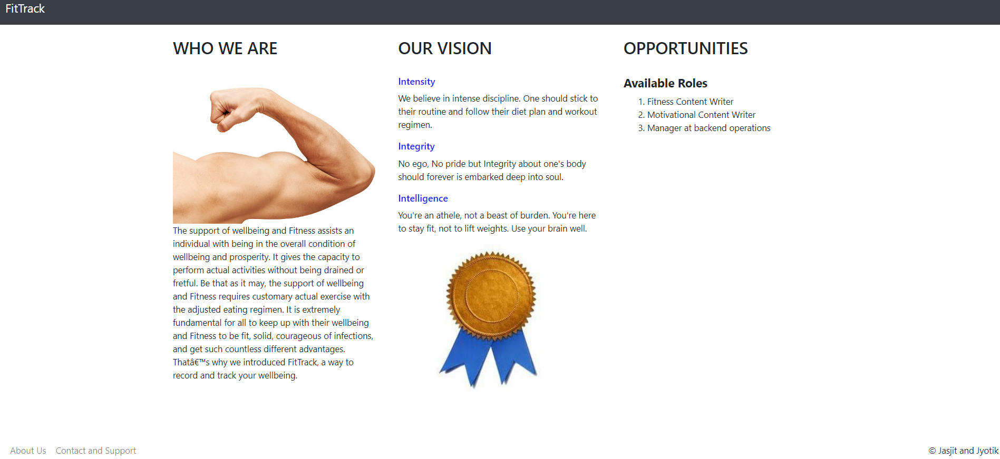 FitTrack
WHO WE ARE
The support of wellbeing and Fitness assists an
individual with being in the overall condition of
wellbeing and prosperity. It gives the capacity to
perform actual activities without being drained or
fretful. Be that as it may, the support of wellbeing
and Fitness requires customary actual exercise with
the adjusted eating regimen. It is extremely
fundamental for all to keep up with their wellbeing
and Fitness to be fit, solid, courageous of infections,
and get such countless different advantages.
Thatâ€™s why we introduced FitTrack, a way to
record and track your wellbeing.
OUR VISION
Intensity
We believe in intense discipline. One should stick to
their routine and follow their diet plan and workout
regimen.
Integrity
No ego, No pride but Integrity about one's body
should forever is embarked deep into soul.
Intelligence
You're an athele, not a beast of burden. You're here
to stay fit, not to lift weights. Use your brain well.
OPPORTUNITIES
Available Roles
1. Fitness Content Writer
2. Motivational Content Writer
3. Manager at backend operations
About Us Contact and Support
© Jasjit and Jyotik